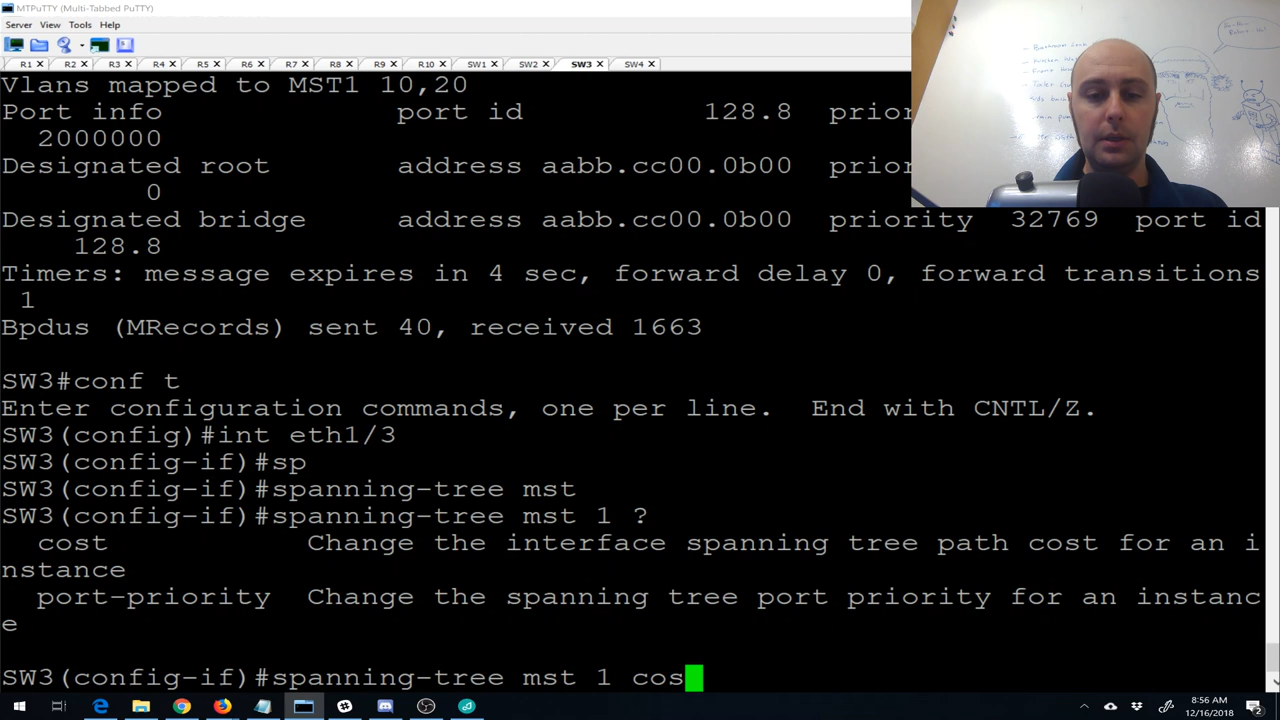 MTPuTTY (Multi-Tabbed PuTTY)
Server View Tools Help
R1 R2 R3 R4 R5 R6 R7 R8 R9 R10 SW1 SW2 SW3 SW4
Vlans mapped to MST1 10,20
Port info port id 128.8 prior
2000000
Designated root address aabb.cc00.0b00 prior
0
Designated bridge address aabb.cc00.0b00 priority 32769 port id
128.8
Timers: message expires in 4 sec, forward delay 0, forward transitions
1
Bpdus (MRecords) sent 40, received 1663
SW3#conf t
Enter configuration commands, one per line. End with CNTL/Z.
SW3(config)#int eth1/3
SW3(config-if)#sp
SW3(config-if)#spanning-tree mst
SW3(config-if)#spanning-tree mst 1 ?
cost Change the interface spanning tree path cost for an i
nstance
port-priority Change the spanning tree port priority for an instanc
e
SW3(config-if)#spanning-tree mst 1 cos
8:56 AM
12/16/2018
2